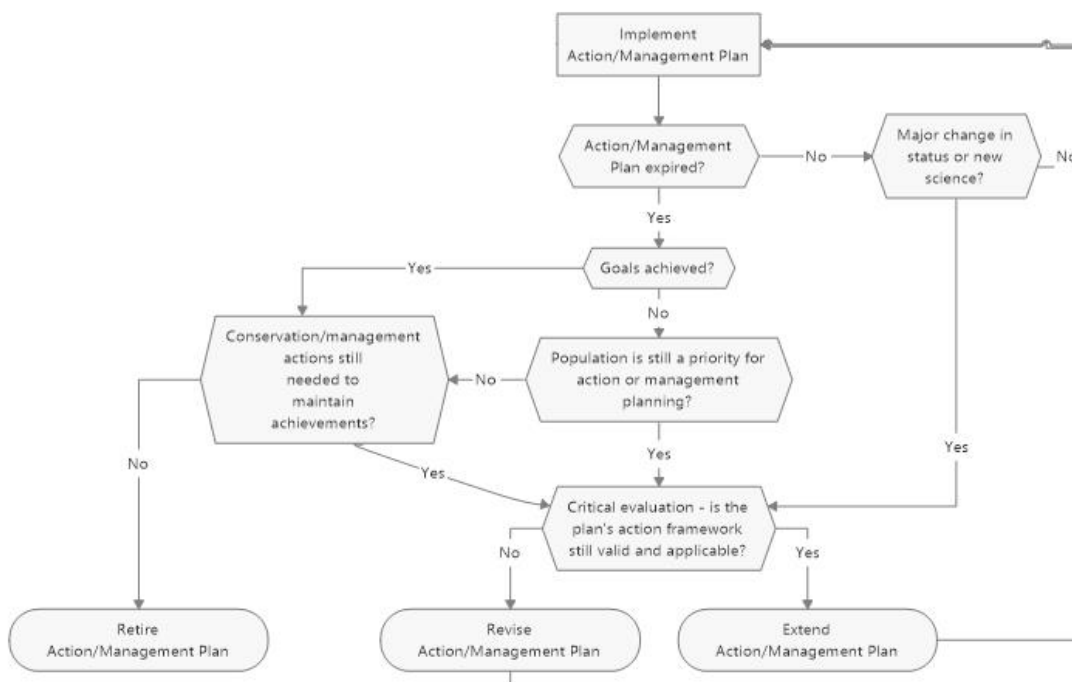 Implement
Action/Management Plan
Action/Management
Plan expired?
No
Major change in
status or new
science?
No
Yes
Goals achieved?
Yes
No
Conservation/management
actions still
needed to
maintain
achievements?
No
Population is still a priority for
action or management
planning?
No
Yes
Yes
Yes
Critical evaluation - is the
plan's action framework
still valid and applicable?
No
Yes
Retire
Action/Management Plan
Revise
Action/Management Plan
Extend
Action/Management Plan